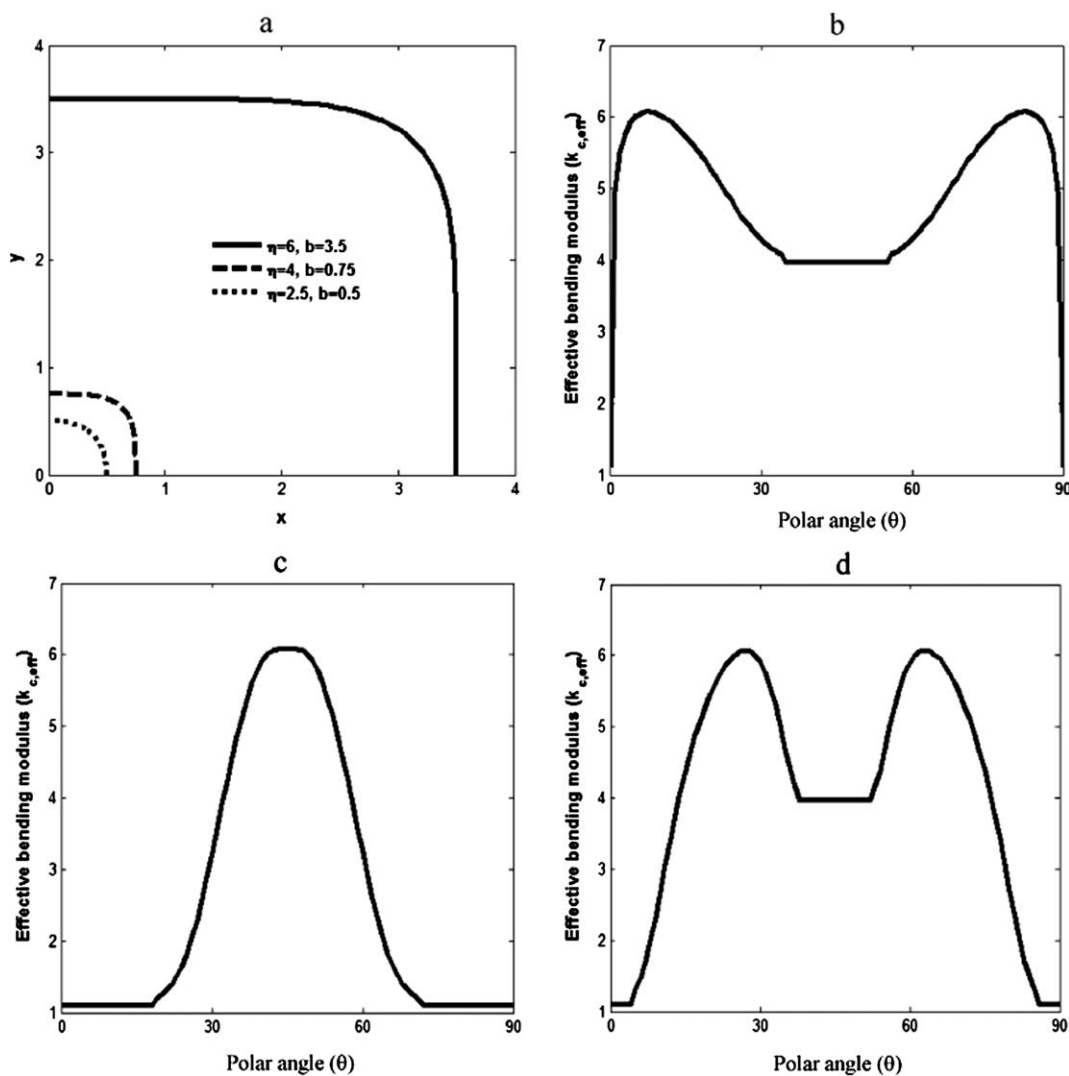 a
4
3
2
1
0
y
0
1
2
3
4
x
η=6, b=3.5
η=4, b=0.75
η=2.5, b=0.5
b
7
6
5
4
3
2
1
Effective bending modulus (k c,eff)
0
30
60
90
Polar angle (θ)
c
7
6
5
4
3
2
1
Effective bending modulus (k c,eff)
0
30
60
90
Polar angle (θ)
d
7
6
5
4
3
2
1
Effective bending modulus (k c,eff)
0
30
60
90
Polar angle (θ)